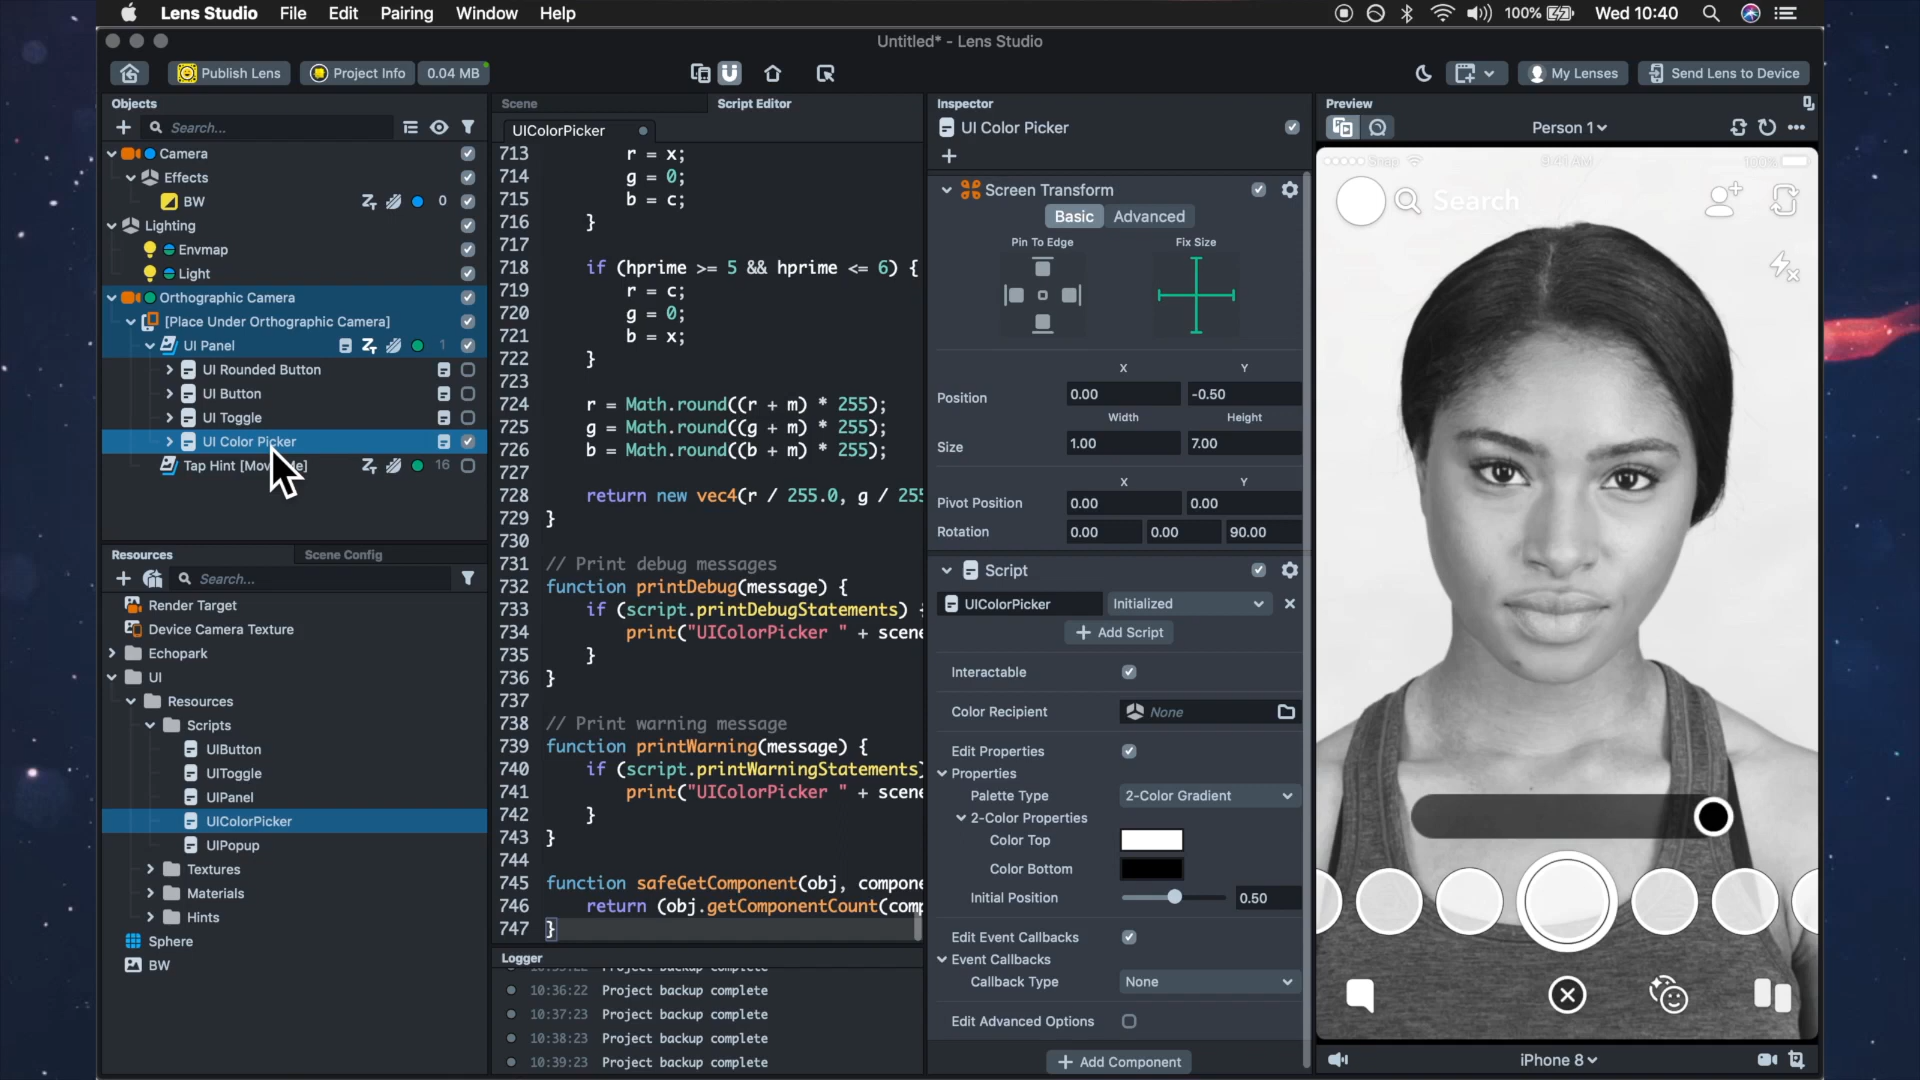 Lens Studio File Edit Pairing Window Help
100% Wed 10:40
Untitled* - Lens Studio
Publish Lens Project Info 0.04 MB
My Lenses Send Lens to Device
Objects
Search...
Camera
Effects
BW 0
Lighting
Envmap
Light
Orthographic Camera
[Place Under Orthographic Camera]
UI Panel 1
UI Rounded Button
UI Button
UI Toggle
UI Color Picker
Tap Hint [Mov 16
Resources Scene Config
Search...
Render Target
Device Camera Texture
Echopark
UI
Resources
Scripts
UIButton
UIToggle
UIPanel
UIColorPicker
UIPopup
Textures
Materials
Hints
Sphere
BW
Scene Script Editor
UIColorPicker
713 r = x;
714 g = 0;
715 b = c;
716 }
717
718 if (hprime >= 5 && hprime <= 6) {
719 r = c;
720 g = 0;
721 b = x;
722 }
723
724 r = Math.round((r + m) * 255);
725 g = Math.round((g + m) * 255);
726 b = Math.round((b + m) * 255);
727
728 return new vec4(r / 255.0, g / 255
729 }
730
731 // Print debug messages
732 function printDebug(message) {
733 if (script.printDebugStatements)
734 print("UIColorPicker " + scene
735 }
736 }
737
738 // Print warning message
739 function printWarning(message) {
740 if (script.printWarningStatements)
741 print("UIColorPicker " + scene
742 }
743 }
744
745 function safeGetComponent(obj, compone
746 return (obj.getComponentCount(comp
747 }
Logger
10:36:22 Project backup complete
10:37:23 Project backup complete
10:38:23 Project backup complete
10:39:23 Project backup complete
Inspector
UI Color Picker
Screen Transform
Basic Advanced
Pin To Edge Fix Size
X Y
Position 0.00 -0.50
Width Height
Size 1.00 7.00
X Y
Pivot Position 0.00 0.00
Rotation 0.00 0.00 90.00
Script
UIColorPicker Initialized
+ Add Script
Interactable
Color Recipient None
Edit Properties
Properties
Palette Type 2-Color Gradient
2-Color Properties
Color Top
Color Bottom
Initial Position 0.50
Edit Event Callbacks
Event Callbacks
Callback Type None
Edit Advanced Options
+ Add Component
Preview
Person 1
Snap 9:41 AM 100%
Search
iPhone 8